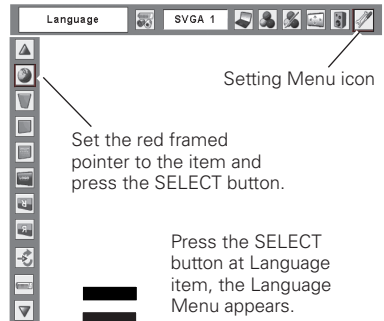 Language
SVGA 1
Setting Menu icon
Set the red framed
pointer to the item and
press the SELECT button.
Press the SELECT
button at Language
item, the Language
Menu appears.